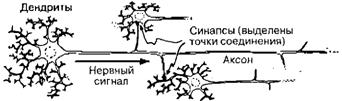 Дендриты
Синапсы (выделены
точки соединения)
Аксон
Нервный
сигнал